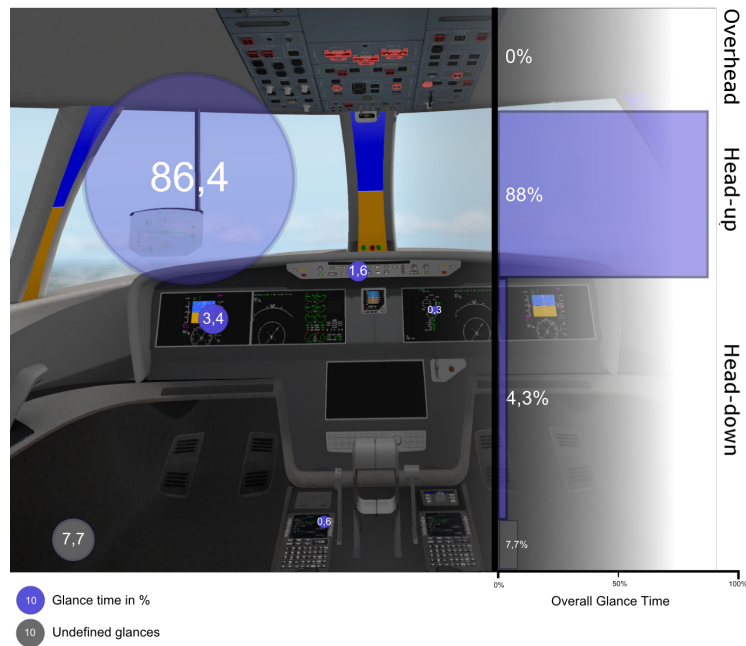 Overhead
0%
86,4
88%
Head-up
1,6
3,4
0,3
4,3%
Head-down
0,6
7,7
7,7%
0%
50%
100%
Overall Glance Time
10 Glance time in %
10 Undefined glances